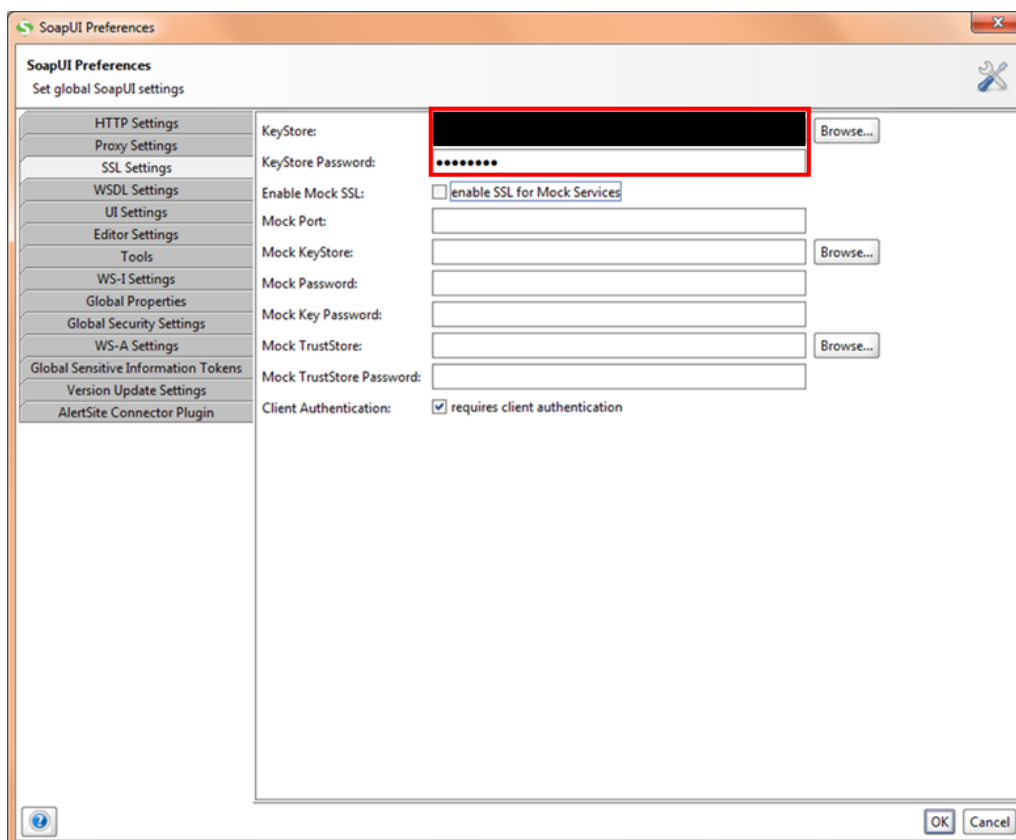 SoapUI Preferences
SoapUI Preferences
Set global SoapUI settings
HTTP Settings
Proxy Settings
SSL Settings
WSDL Settings
UI Settings
Editor Settings
Tools
WS-I Settings
Global Properties
Global Security Settings
WS-A Settings
Global Sensitive Information Tokens
Version Update Settings
AlertSite Connector Plugin
KeyStore: Browse...
KeyStore Password: ••••••••
Enable Mock SSL: enable SSL for Mock Services
Mock Port:
Mock KeyStore: Browse...
Mock Password:
Mock Key Password:
Mock TrustStore: Browse...
Mock TrustStore Password:
Client Authentication: requires client authentication
OK Cancel